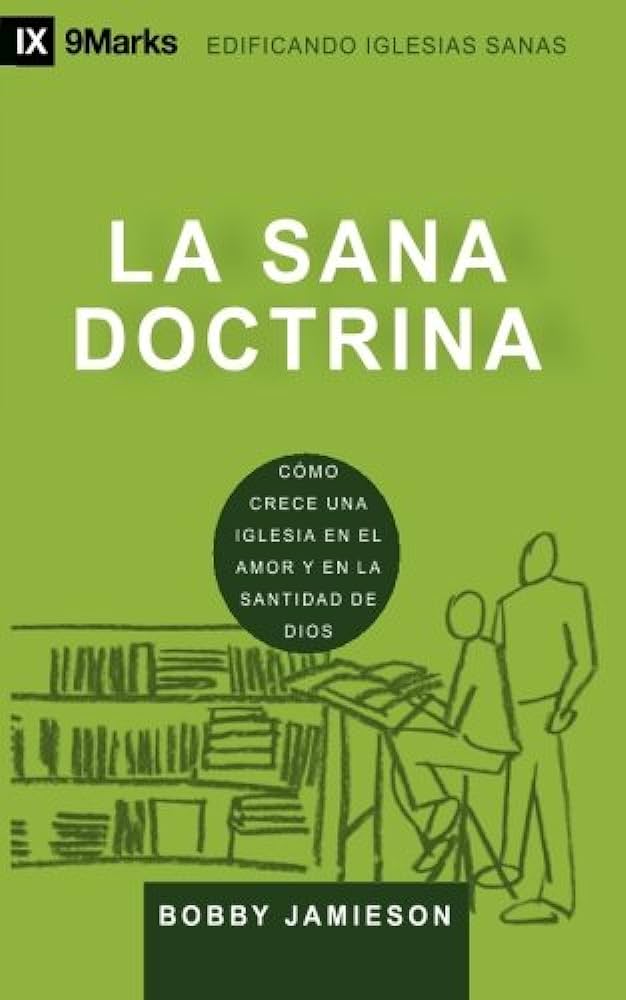 IX 9Marks EDIFICANDO IGLESIAS SANAS
LA SANA
DOCTRINA
CÓMO
CRECE UNA
IGLESIA EN EL
AMOR Y EN LA
SANTIDAD DE
DIOS
BOBBY JAMIESON